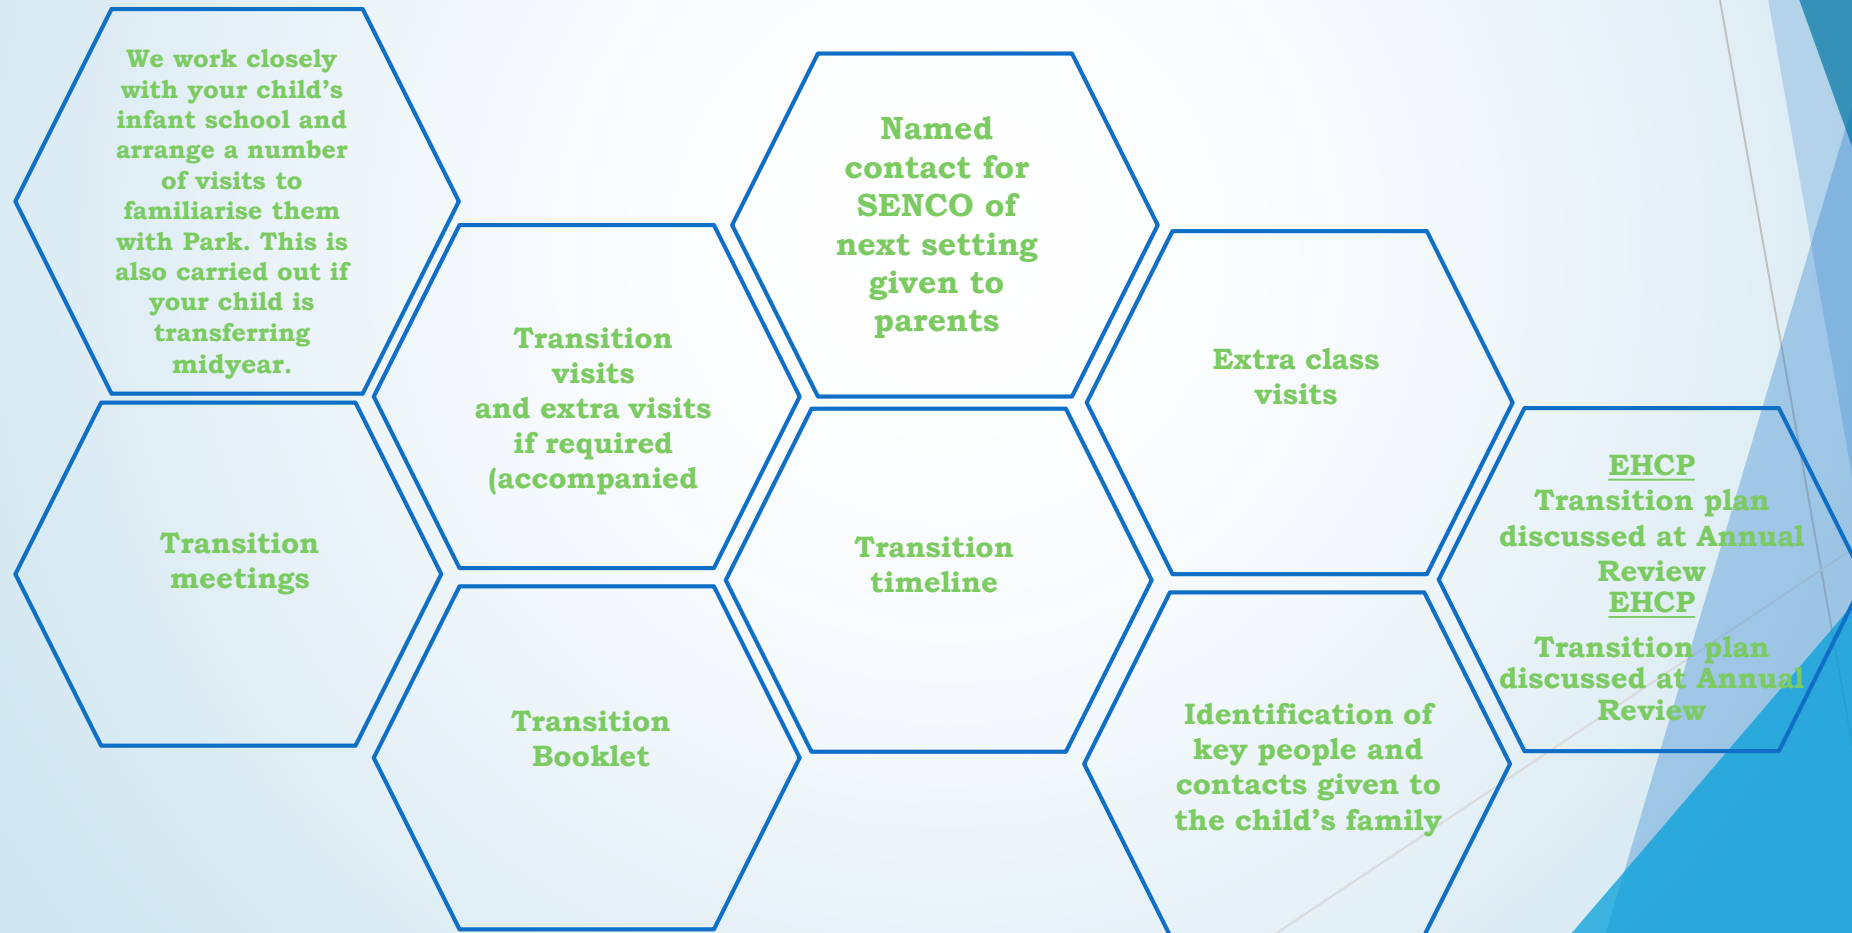 We work closely
with your child’s
infant school and
arrange a number
of visits to
familiarise them
with Park. This is
also carried out if
your child is
transferring
midyear.
Transition
meetings
Transition
visits
and extra visits
if required
(accompanied
Transition
Booklet
Named
contact for
SENCO of
next setting
given to
parents
Transition
timeline
Extra class
visits
Identification of
key people and
contacts given to
the child’s family
EHCP
Transition plan
discussed at Annual
Review
EHCP
Transition plan
discussed at Annual
Review